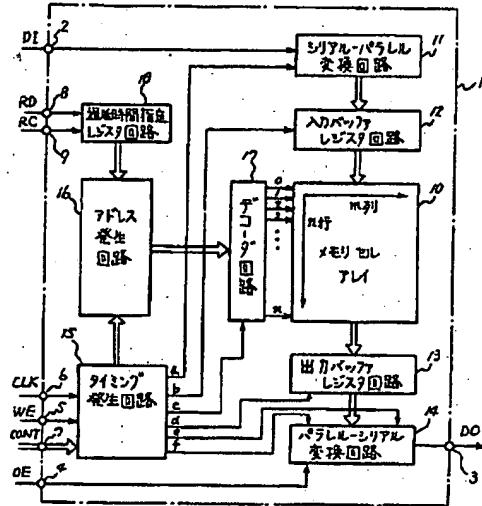 DI
2
シリアル-パラレル
変換回路
11
1
RD
8
RC
9
遅延時間指定
レジスタ回路
18
入力バッファ
レジスタ回路
12
16
アドレス
発生
回路
17
デコーダ回路
0
1
2
3
n
m列
n行
メモリセル
アレイ
10
15
タイミング
発生回路
a
b
c
d
e
f
CLK
6
WE
5
CONT
7
OE
4
出力バッファ
レジスタ回路
13
パラレル-シリアル
変換回路
14
DO
3